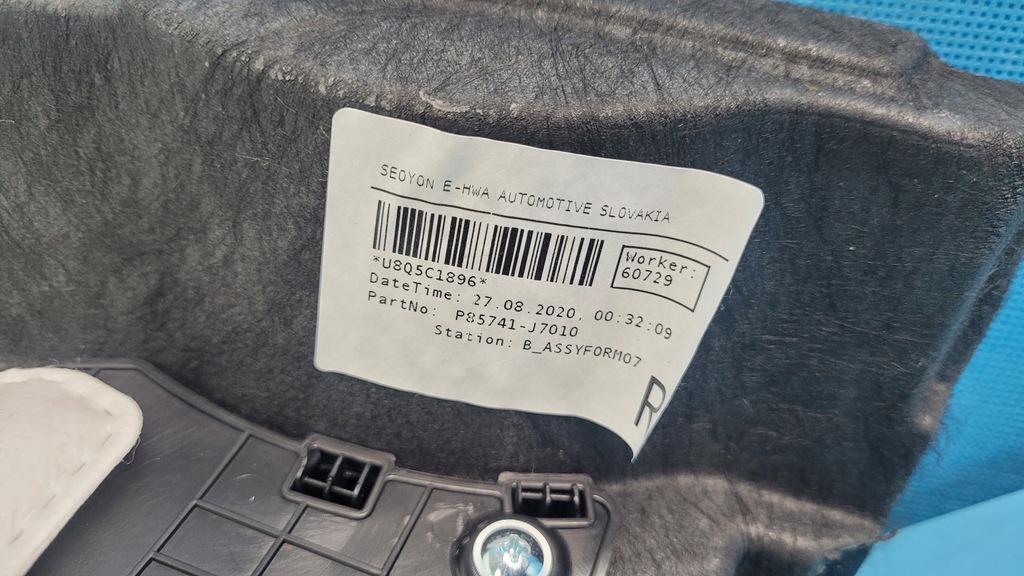 SEOYON E-HWA AUTOMOTIVE SLOVAKIA
Worker:
60729
*U8Q5C1896*
DateTime: 27.08.2020, 00:32:09
PartNo: P85741-J7010
Station: B_ASSYFORM07
R